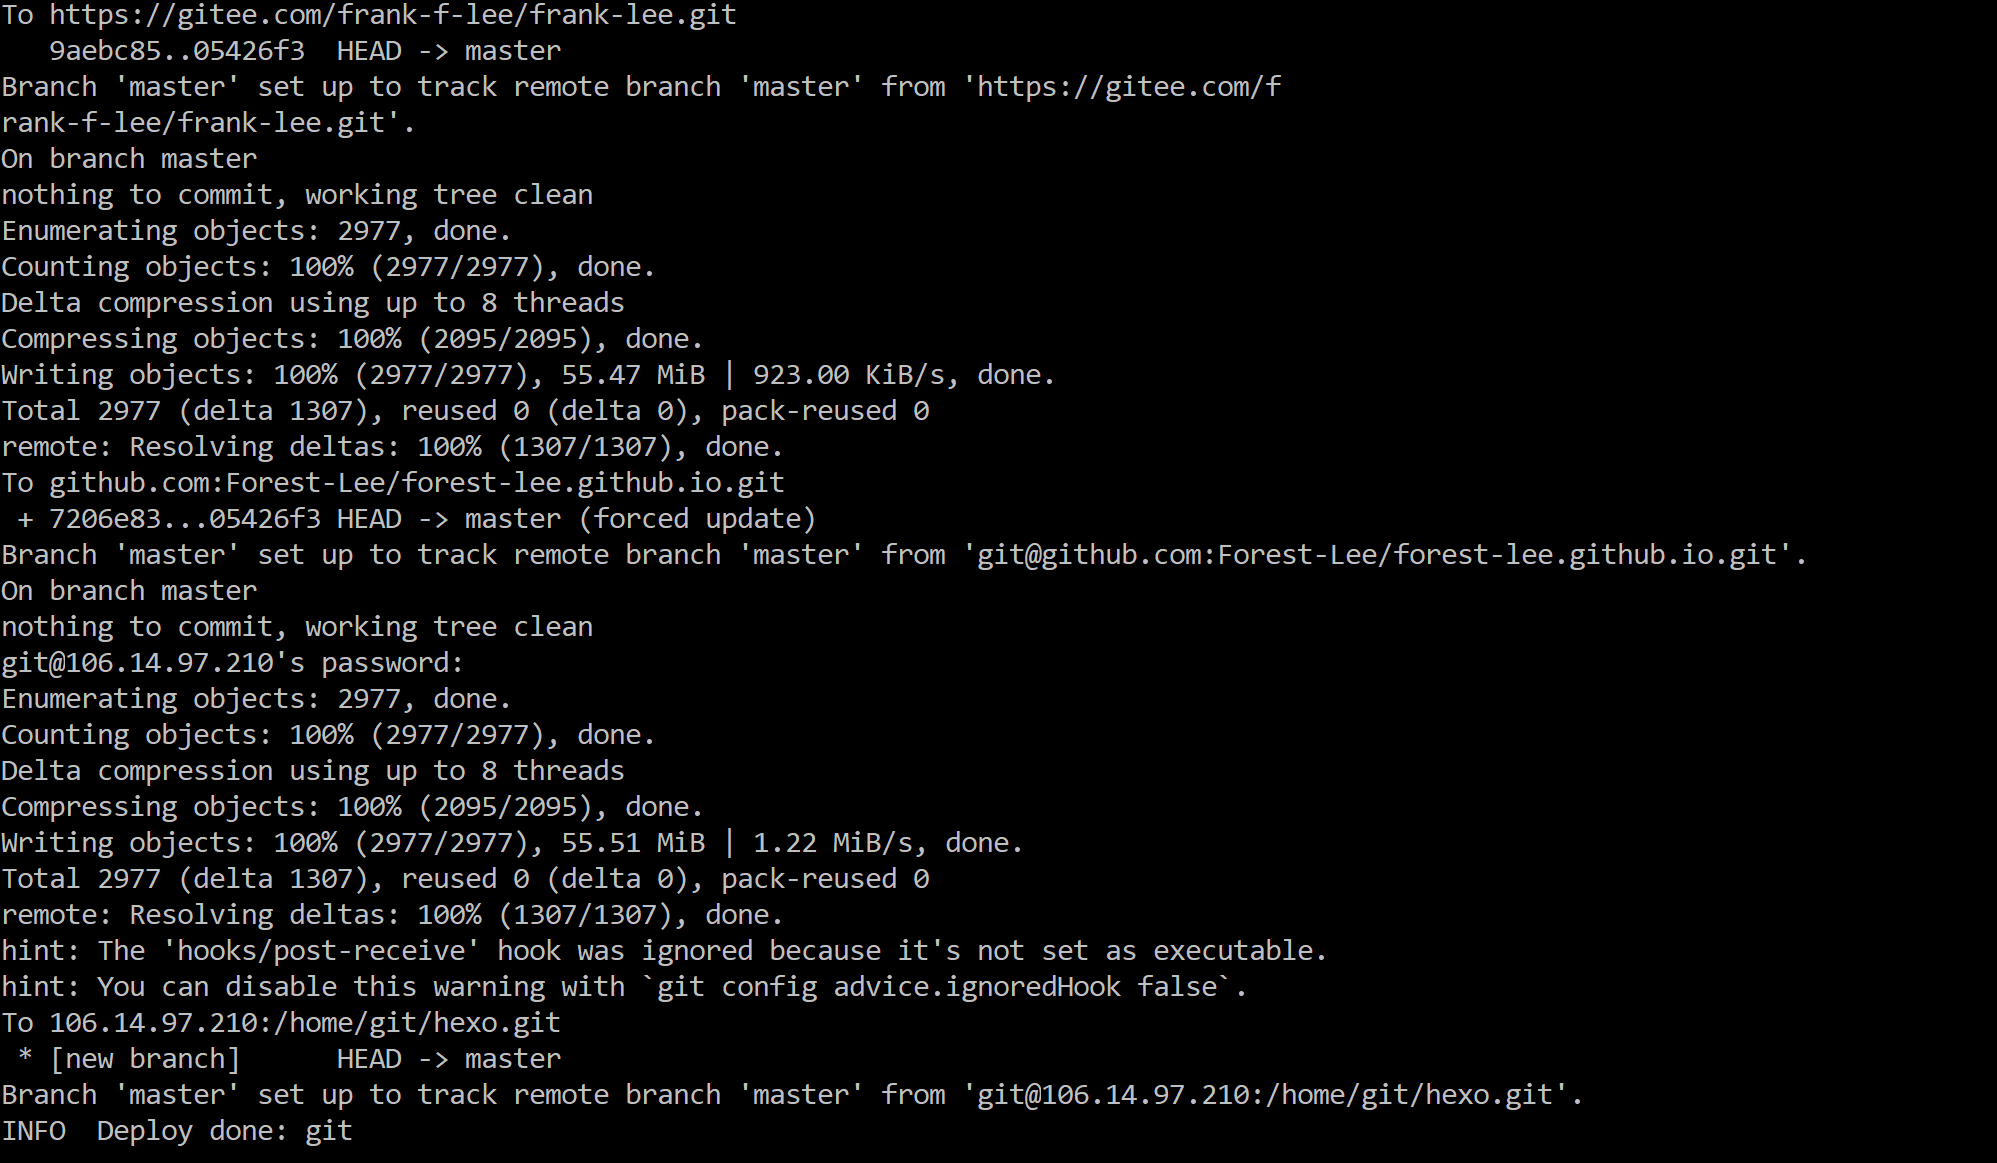 To https://gitee.com/frank-f-lee/frank-lee.git
   9aebc85..05426f3  HEAD -> master
Branch 'master' set up to track remote branch 'master' from 'https://gitee.com/f
rank-f-lee/frank-lee.git'.
On branch master
nothing to commit, working tree clean
Enumerating objects: 2977, done.
Counting objects: 100% (2977/2977), done.
Delta compression using up to 8 threads
Compressing objects: 100% (2095/2095), done.
Writing objects: 100% (2977/2977), 55.47 MiB | 923.00 KiB/s, done.
Total 2977 (delta 1307), reused 0 (delta 0), pack-reused 0
remote: Resolving deltas: 100% (1307/1307), done.
To github.com:Forest-Lee/forest-lee.github.io.git
 + 7206e83...05426f3 HEAD -> master (forced update)
Branch 'master' set up to track remote branch 'master' from 'git@github.com:Forest-Lee/forest-lee.github.io.git'.
On branch master
nothing to commit, working tree clean
git@106.14.97.210's password:
Enumerating objects: 2977, done.
Counting objects: 100% (2977/2977), done.
Delta compression using up to 8 threads
Compressing objects: 100% (2095/2095), done.
Writing objects: 100% (2977/2977), 55.51 MiB | 1.22 MiB/s, done.
Total 2977 (delta 1307), reused 0 (delta 0), pack-reused 0
remote: Resolving deltas: 100% (1307/1307), done.
hint: The 'hooks/post-receive' hook was ignored because it's not set as executable.
hint: You can disable this warning with `git config advice.ignoredHook false`.
To 106.14.97.210:/home/git/hexo.git
 * [new branch]      HEAD -> master
Branch 'master' set up to track remote branch 'master' from 'git@106.14.97.210:/home/git/hexo.git'.
INFO  Deploy done: git